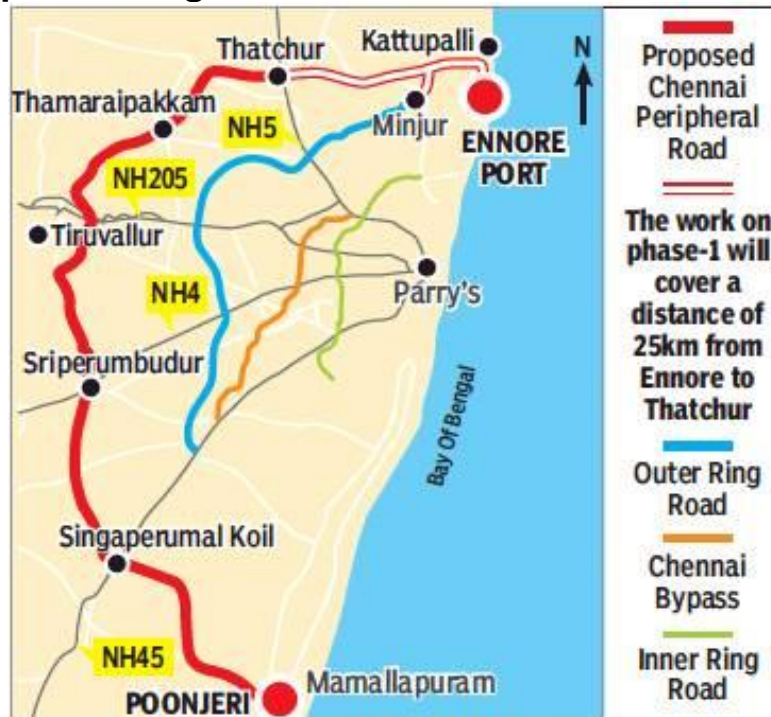 Thatchur
Kattupalli
N
Thamaraipakkam
NH5
Minjur
ENNORE
PORT
NH205
Tiruvallur
NH4
Parry's
Sriperumbudur
Bay Of Bengal
Singaperumal Koil
NH45
POONJERI
Mamallapuram
Proposed
Chennai
Peripheral
Road
The work on
phase-1 will
cover a
distance of
25km from
Ennore to
Thatchur
Outer Ring
Road
Chennai
Bypass
Inner Ring
Road